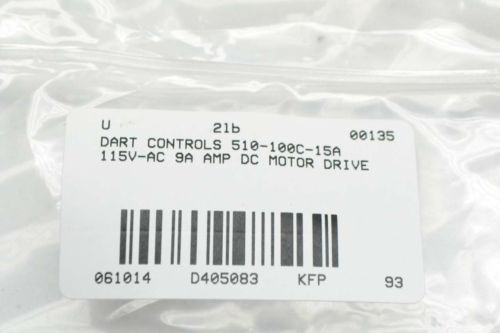 U 21b 00135
DART CONTROLS 510-100C-15A
115V-AC 9A AMP DC MOTOR DRIVE
061014 D405083 KFP 93